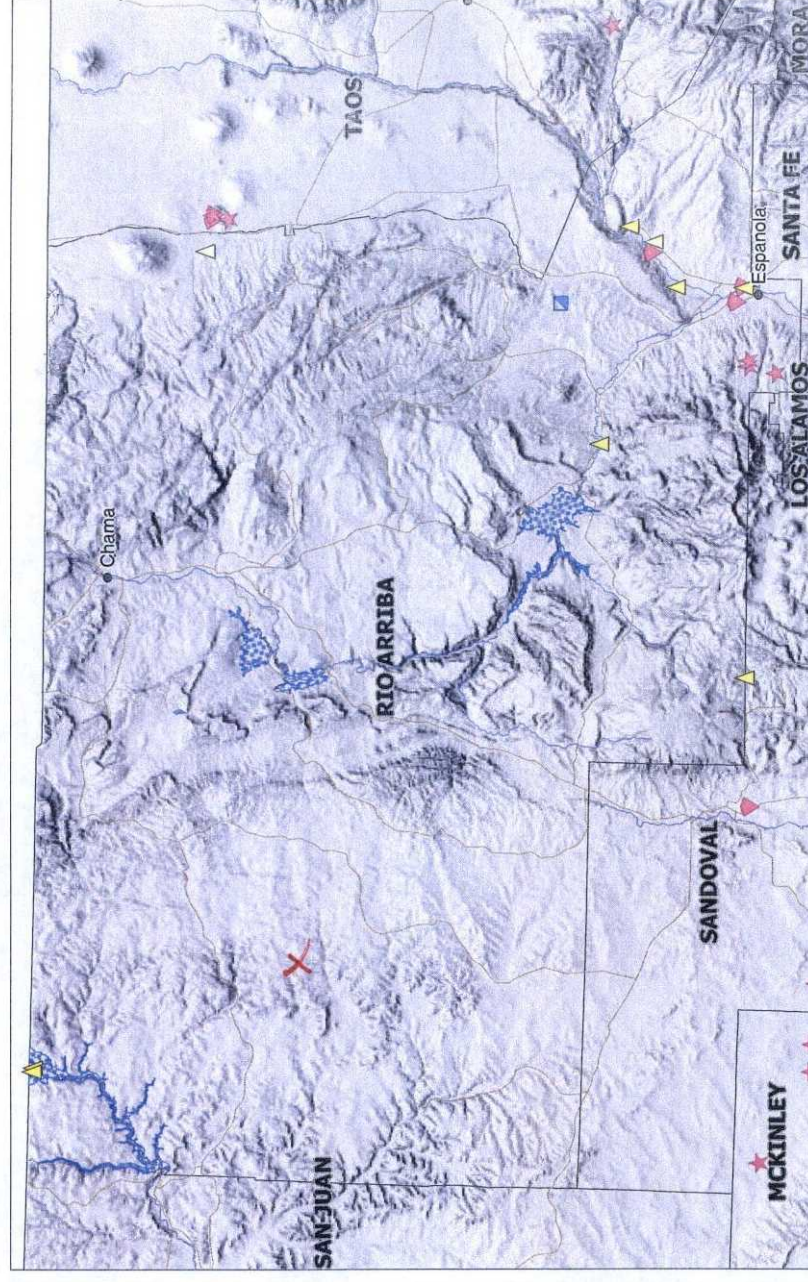 Chama
TAOS
RIO ARRIBA
SAN JUAN
SANDOVAL
MCKINLEY
LOS ALAMOS
Espanola
SANTA FE
MORA